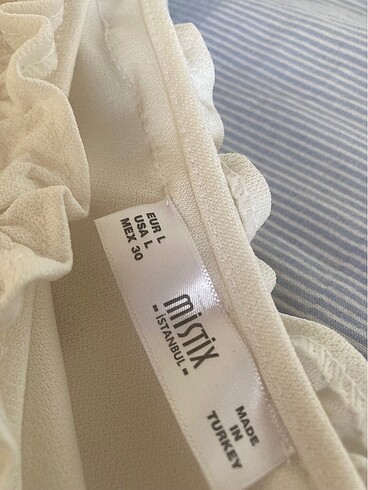 EUR L
USA L
MEX 30
mistix
- İSTANBUL -
MADE
IN
TURKEY